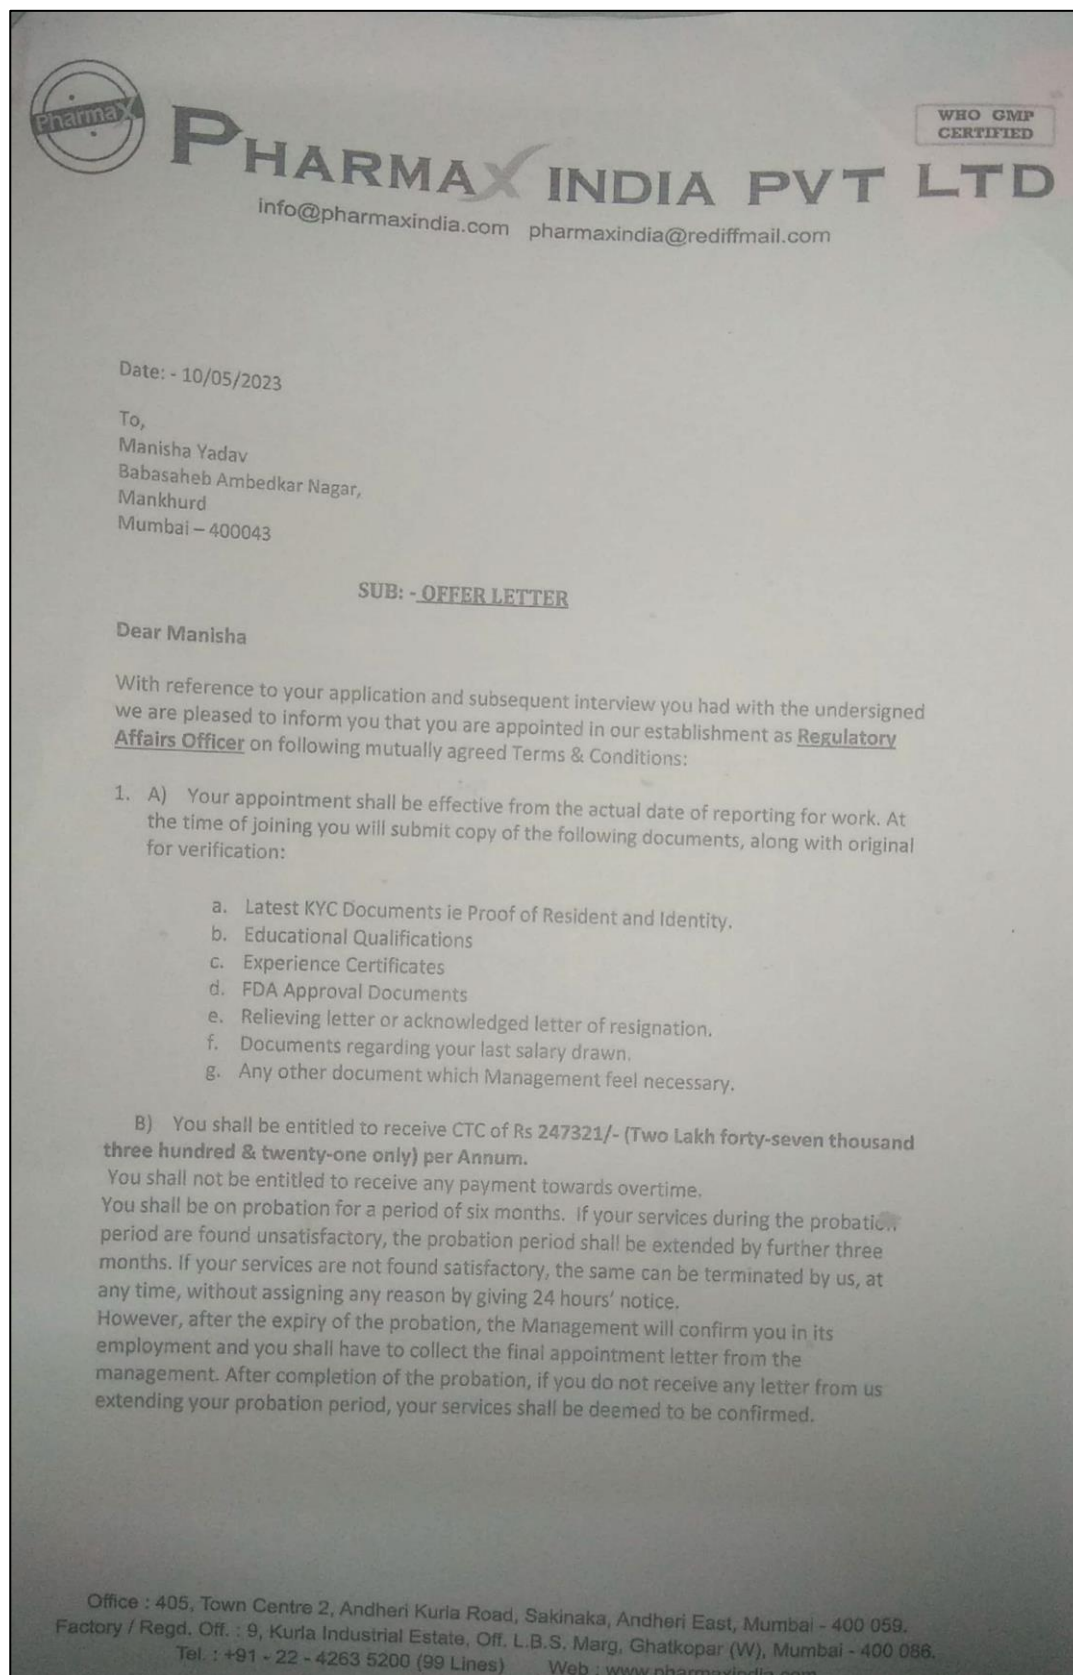 PharmaX
WHO GMP
CERTIFIED
PHARMAX INDIA PVT LTD
info@pharmaxindia.com pharmaxindia@rediffmail.com
Date: - 10/05/2023
To,
Manisha Yadav
Babasaheb Ambedkar Nagar,
Mankhurd
Mumbai – 400043
SUB: - OFFER LETTER
Dear Manisha
With reference to your application and subsequent interview you had with the undersigned
we are pleased to inform you that you are appointed in our establishment as Regulatory
Affairs Officer on following mutually agreed Terms & Conditions:
1. A) Your appointment shall be effective from the actual date of reporting for work. At
the time of joining you will submit copy of the following documents, along with original
for verification:
a. Latest KYC Documents ie Proof of Resident and Identity.
b. Educational Qualifications
c. Experience Certificates
d. FDA Approval Documents
e. Relieving letter or acknowledged letter of resignation.
f. Documents regarding your last salary drawn.
g. Any other document which Management feel necessary.
B) You shall be entitled to receive CTC of Rs 247321/- (Two Lakh forty-seven thousand
three hundred & twenty-one only) per Annum.
You shall not be entitled to receive any payment towards overtime.
You shall be on probation for a period of six months. If your services during the probation
period are found unsatisfactory, the probation period shall be extended by further three
months. If your services are not found satisfactory, the same can be terminated by us, at
any time, without assigning any reason by giving 24 hours' notice.
However, after the expiry of the probation, the Management will confirm you in its
employment and you shall have to collect the final appointment letter from the
management. After completion of the probation, if you do not receive any letter from us
extending your probation period, your services shall be deemed to be confirmed.
Office : 405, Town Centre 2, Andheri Kurla Road, Sakinaka, Andheri East, Mumbai - 400 059.
Factory / Regd. Off. : 9, Kurla Industrial Estate, Off. L.B.S. Marg, Ghatkopar (W), Mumbai - 400 086.
Tel. : +91 - 22 - 4263 5200 (99 Lines) Web : www.pharmaxindia.com